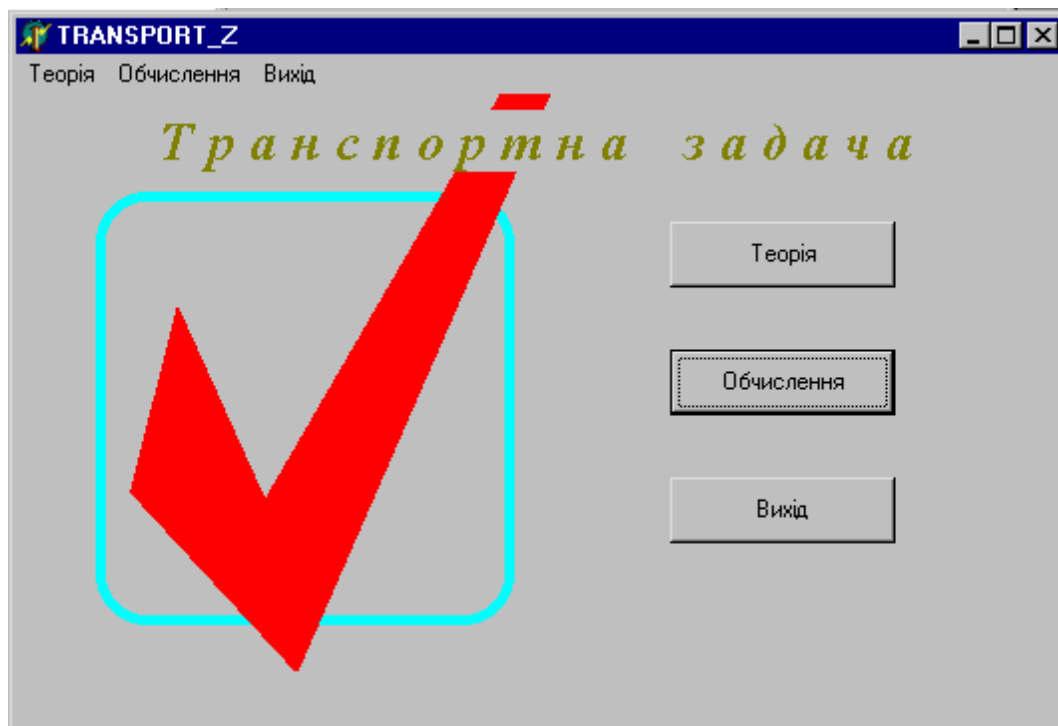 TRANSPORT_Z
Теорія Обчислення Вихід
Транспортна задача
Теорія
Обчислення
Вихід